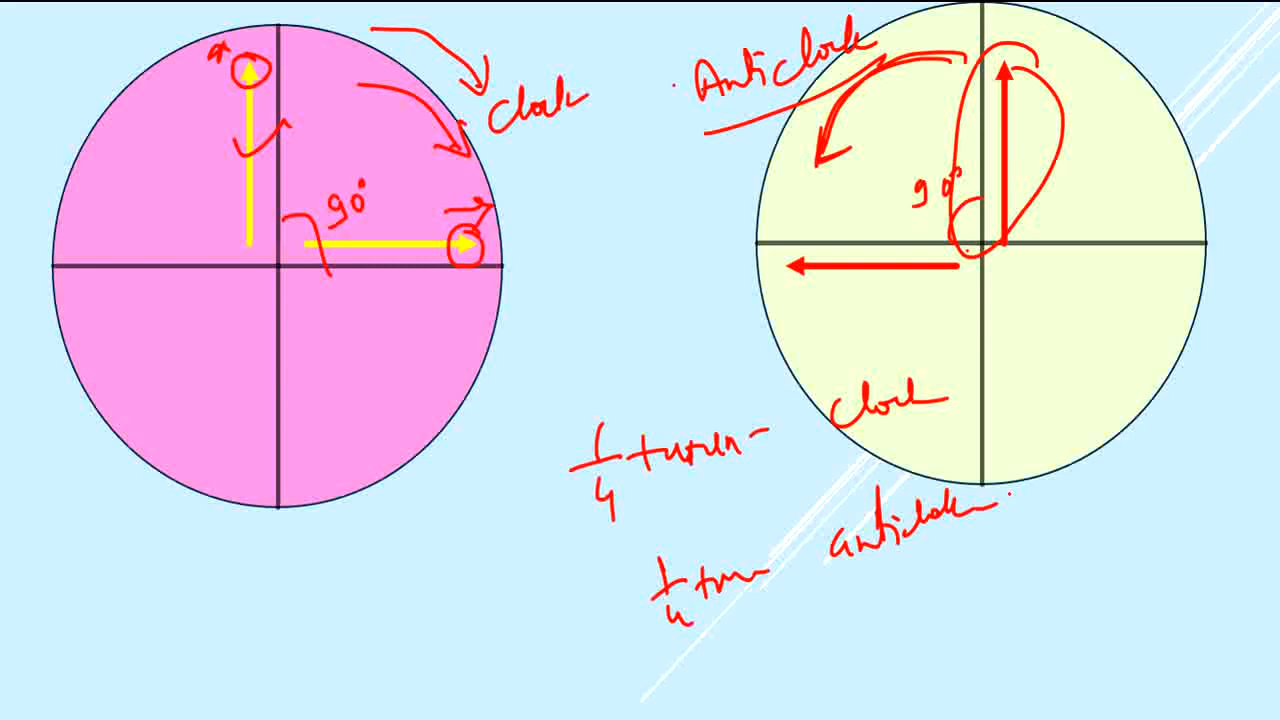 Clock
90°
Anticlock
90°
1/4 turn - clock
1/4 turn anticlock